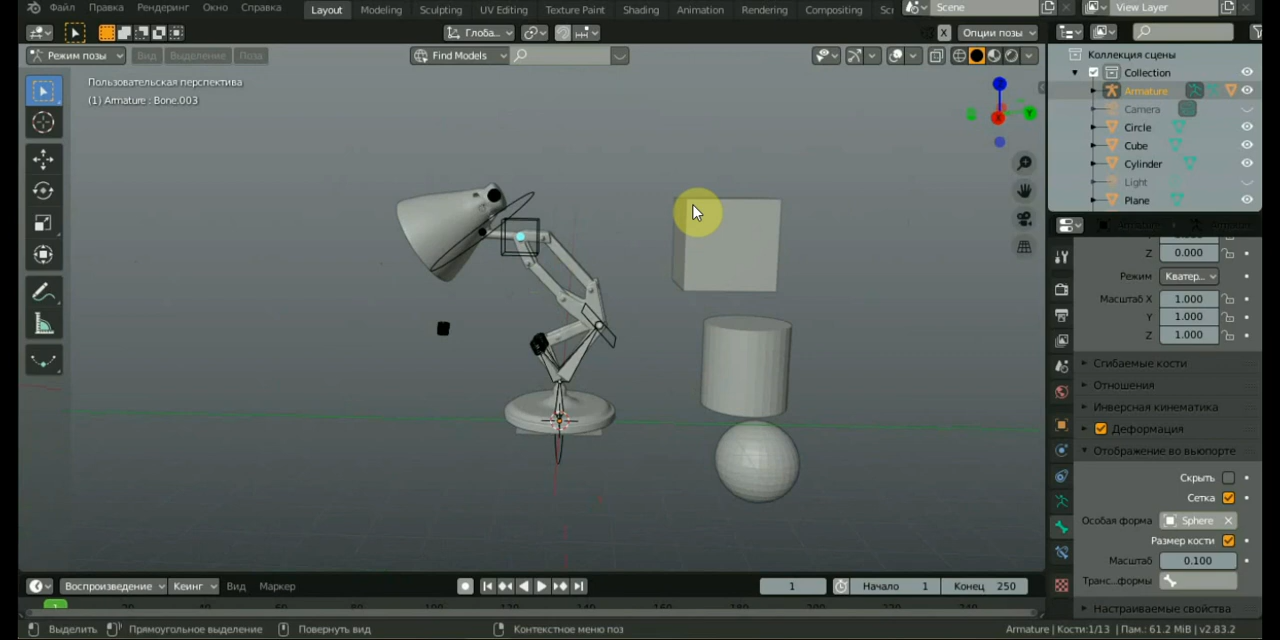 Файл Правка Рендеринг Окно Справка Layout Modeling Sculpting UV Editing Texture Paint Shading Animation Rendering Compositing Sc Scene View Layer
Глоба... X Опции позы
Режим позы Вид Выделение Поза Find Models
Пользовательская перспектива
(1) Armature : Bone.003
Коллекция сцены
Collection
Armature
Camera
Circle
Cube
Cylinder
Light
Plane
Z 0.000
Режим Кватер...
Масштаб X 1.000
Y 1.000
Z 1.000
Сгибаемые кости
Отношения
Инверсная кинематика
Деформация
Отображение во вьюпорте
Скрыть
Сетка
Особая форма Sphere
Размер кости
Масштаб 0.100
Транс...формы
Настраиваемые свойства
Воспроизведение Кеинг Вид Маркер 1 Начало 1 Конец 250
1
Выделить Прямоугольное выделение Повернуть вид Контекстное меню поз Armature | Кости:1/13 | Пам.: 61.2 MiB | v2.83.2